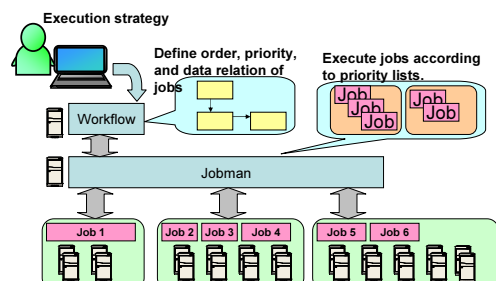 Execution strategy
Define order, priority,
and data relation of
jobs
Execute jobs according
to priority lists.
Job
Job
Job
Job
Job
Workflow
Jobman
Job 1
Job 2
Job 3
Job 4
Job 5
Job 6